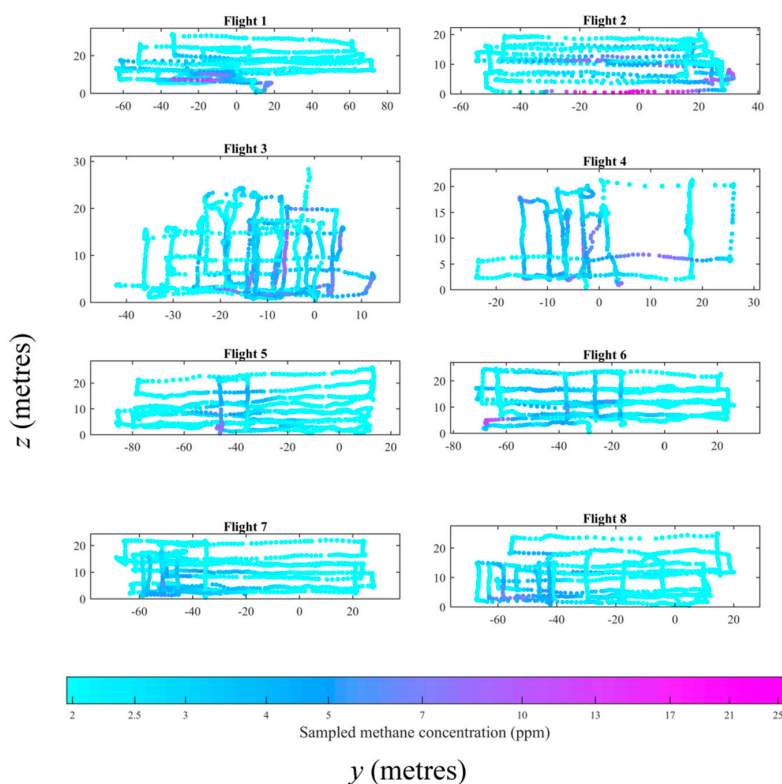 Flight 1
Flight 2
30
20
10
0
20
10
0
-60 -40 -20 0 20 40 60 80
-60 -40 -20 0 20 40
Flight 3
Flight 4
30
20
10
0
20
15
10
5
0
-40 -30 -20 -10 0 10
-20 -10 0 10 20 30
z (metres)
Flight 5
Flight 6
20
10
0
20
10
0
-80 -60 -40 -20 0 20
-80 -60 -40 -20 0 20
Flight 7
Flight 8
20
10
0
20
10
0
-60 -40 -20 0 20
-60 -40 -20 0 20
2 2.5 3 4 5 7 10 13 17 21 25
Sampled methane concentration (ppm)
y (metres)